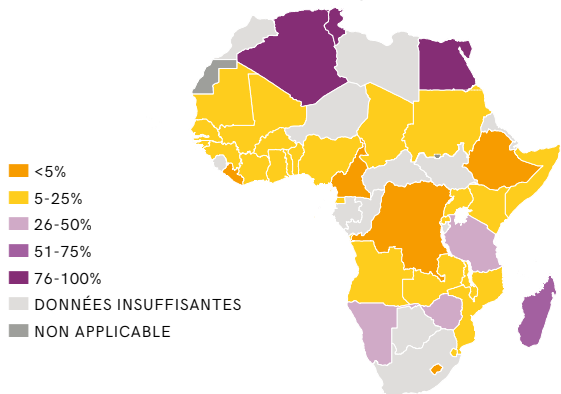 <5%
5-25%
26-50%
51-75%
76-100%
DONNÉES INSUFFISANTES
NON APPLICABLE